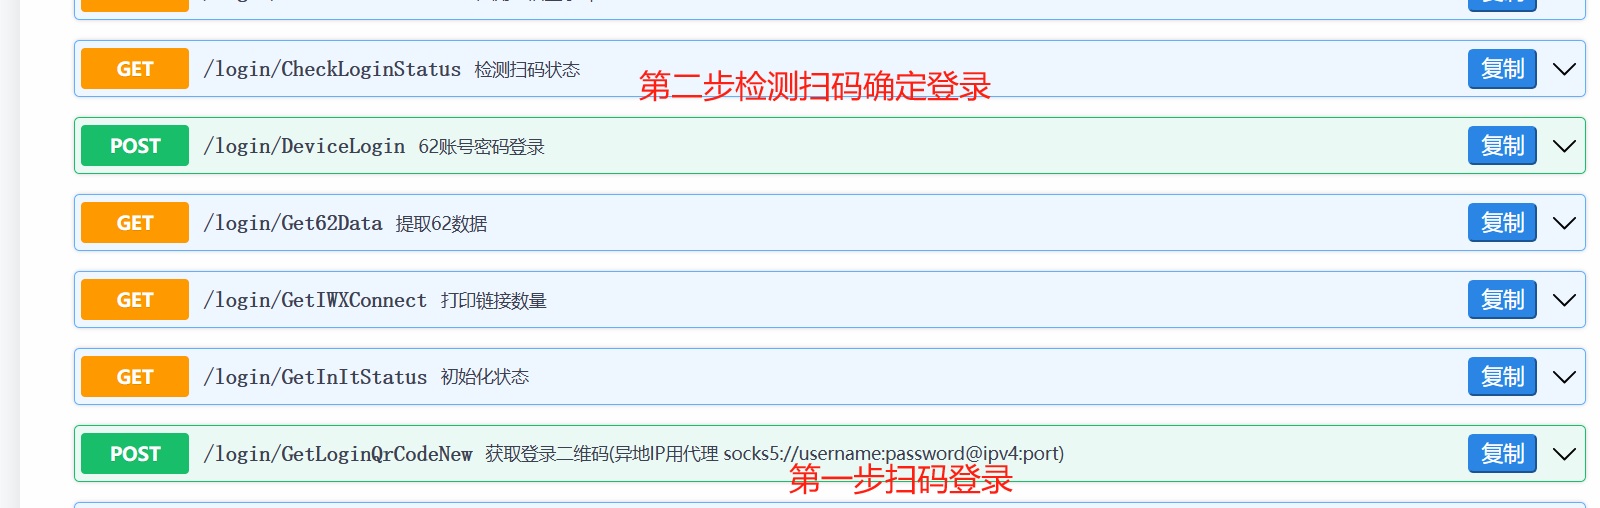 复制
GET /login/CheckLoginStatus 检测扫码状态 复制
第二步检测扫码确定登录
POST /login/DeviceLogin 62账号密码登录 复制
GET /login/Get62Data 提取62数据 复制
GET /login/GetIWXConnect 打印链接数量 复制
GET /login/GetInItStatus 初始化状态 复制
POST /login/GetLoginQrCodeNew 获取登录二维码(异地IP用代理 socks5://username:password@ipv4:port) 复制
第一步扫码登录